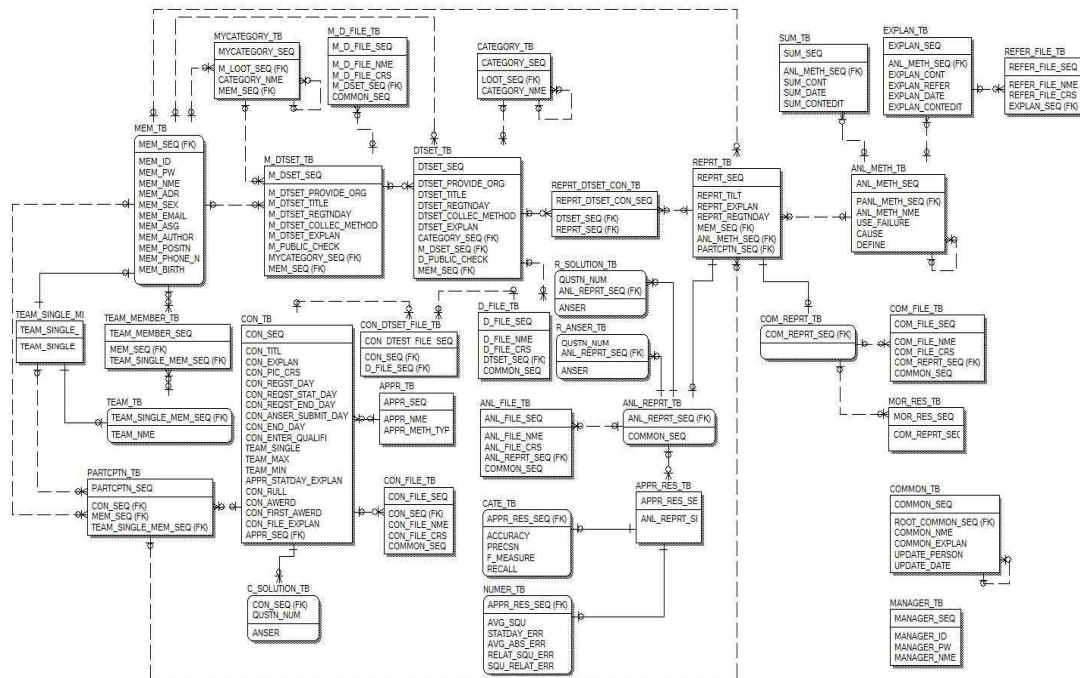 MYCATEGORY_TB
MYCATEGORY_SEQ
M_LOOT_SEQ (FK)
CATEGORY_NME
MEM_SEQ (FK)
M_D_FILE_TB
M_D_FILE_SEQ
M_D_FILE_NME
M_D_FILE_CRS
M_DSET_SEQ (FK)
COMMON_SEQ
CATEGORY_TB
CATEGORY_SEQ
LOOT_SEQ (FK)
CATEGORY_NME
SUM_TB
SUM_SEQ
ANL_METH_SEQ (FK)
SUM_CONT
SUM_DATE
SUM_CONTEDIT
EXPLAN_TB
EXPLAN_SEQ
ANL_METH_SEQ (FK)
EXPLAN_CONT
EXPLAN_REFER
EXPLAN_DATE
EXPLAN_CONTEDIT
REFER_FILE_TB
REFER_FILE_SEQ
REFER_FILE_NME
REFER_FILE_CRS
EXPLAN_SEQ (FK)
MEM_TB
MEM_SEQ (FK)
MEM_ID
MEM_PW
MEM_NME
MEM_ADR
MEM_SEX
MEM_EMAIL
MEM_ASG
MEM_AUTHOR
MEM_POSITN
MEM_PHONE_N
MEM_BIRTH
M_DTSET_TB
M_DSET_SEQ
M_DTSET_PROVIDE_ORG
M_DTSET_TITLE
M_DTSET_REGTNDAY
M_DTSET_COLLEC_METHOD
M_DTSET_EXPLAN
M_PUBLIC_CHECK
MYCATEGORY_SEQ (FK)
MEM_SEQ (FK)
DTSET_TB
DTSET_SEQ
DTSET_PROVIDE_ORG
DTSET_TITLE
DTSET_REGTNDAY
DTSET_COLLEC_METHOD
DTSET_EXPLAN
CATEGORY_SEQ (FK)
M_DSET_SEQ (FK)
D_PUBLIC_CHECK
MEM_SEQ (FK)
REPRT_DTSET_CON_TB
REPRT_DTSET_CON_SEQ
DTSET_SEQ (FK)
REPRT_SEQ (FK)
REPRT_TB
REPRT_SEQ
REPRT_TILT
REPRT_EXPLAN
REPRT_REGTNDAY
MEM_SEQ (FK)
ANL_METH_SEQ (FK)
PARTCPTN_SEQ (FK)
ANL_METH_TB
ANL_METH_SEQ
PANL_METH_SEQ (FK)
ANL_METH_NME
USE_FAILURE
CAUSE
DEFINE
TEAM_SINGLE_MI
TEAM_SINGLE_
TEAM_SINGLE
TEAM_MEMBER_TB
TEAM_MEMBER_SEQ
MEM_SEQ (FK)
TEAM_SINGLE_MEM_SEQ (FK)
TEAM_TB
TEAM_SINGLE_MEM_SEQ (FK)
TEAM_NME
PARTCPTN_TB
PARTCPTN_SEQ
CON_SEQ (FK)
MEM_SEQ (FK)
TEAM_SINGLE_MEM_SEQ (FK)
CON_TB
CON_SEQ
CON_TITL
CON_EXPLAN
CON_PIC_CRS
CON_REGST_DAY
CON_REQST_STAT_DAY
CON_REQST_END_DAY
CON_ANSER_SUBMIT_DAY
CON_END_DAY
CON_ENTER_QUALIFI
TEAM_SINGLE
TEAM_MAX
TEAM_MIN
APPR_STATDAY_EXPLAN
CON_RULL
CON_AWERD
CON_FIRST_AWERD
CON_FILE_EXPLAN
APPR_SEQ (FK)
CON_DTSET_FILE_TB
CON_DTEST_FILE_SEQ
CON_SEQ (FK)
D_FILE_SEQ (FK)
APPR_TB
APPR_SEQ
APPR_NME
APPR_METH_TYP
CON_FILE_TB
CON_FILE_SEQ
CON_SEQ (FK)
CON_FILE_NME
CON_FILE_CRS
COMMON_SEQ
C_SOLUTION_TB
CON_SEQ (FK)
QUSTN_NUM
ANSER
D_FILE_TB
D_FILE_SEQ
D_FILE_NME
D_FILE_CRS
DTSET_SEQ (FK)
COMMON_SEQ
R_SOLUTION_TB
QUSTN_NUM
ANL_REPRT_SEQ (FK)
ANSER
R_ANSER_TB
QUSTN_NUM
ANL_REPRT_SEQ (FK)
ANSER
ANL_FILE_TB
ANL_FILE_SEQ
ANL_FILE_NME
ANL_FILE_CRS
ANL_REPRT_SEQ (FK)
COMMON_SEQ
ANL_REPRT_TB
ANL_REPRT_SEQ (FK)
COMMON_SEQ
APPR_RES_TB
APPR_RES_SE
ANL_REPRT_SI
CATE_TB
APPR_RES_SEQ (FK)
ACCURACY
PRECSN
F_MEASURE
RECALL
NUMER_TB
APPR_RES_SEQ (FK)
AVG_SQU
STATDAY_ERR
AVG_ABS_ERR
RELAT_SQU_ERR
SQU_RELAT_ERR
COM_REPRT_TB
COM_REPRT_SEQ (FK)
COM_FILE_TB
COM_FILE_SEQ
COM_FILE_NME
COM_FILE_CRS
COM_REPRT_SEQ (FK)
COMMON_SEQ
MOR_RES_TB
MOR_RES_SEQ
COM_REPRT_SEC
COMMON_TB
COMMON_SEQ
ROOT_COMMON_SEQ (FK)
COMMON_NME
COMMON_EXPLAN
UPDATE_PERSON
UPDATE_DATE
MANAGER_TB
MANAGER_SEQ
MANAGER_ID
MANAGER_PW
MANAGER_NME